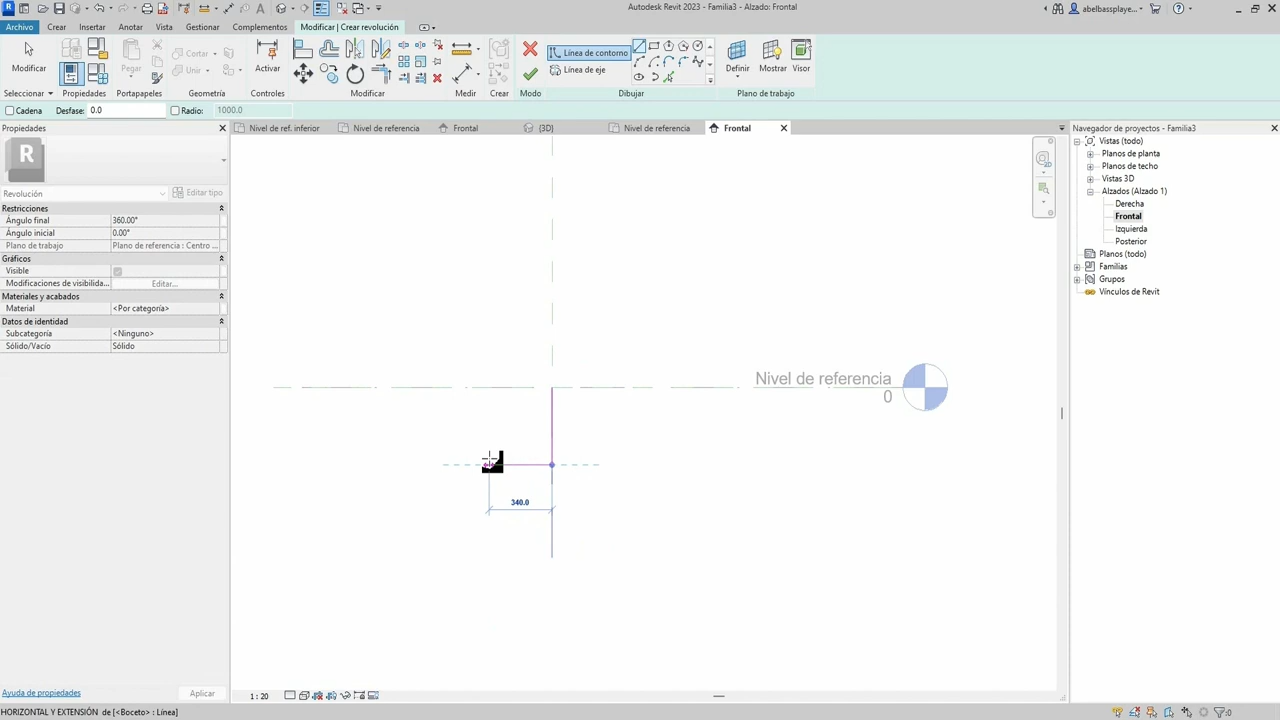 Autodesk Revit 2023 - Familia3 - Alzado: Frontal
abelbassplaye...
Archivo Crear Insertar Anotar Vista Gestionar Complementos Modificar | Crear revolución
Modificar
Pegar
Cortar
Unir
Activar
Crear
Línea de contorno
Línea de eje
Definir Mostrar Visor
Seleccionar Propiedades Portapapeles Geometría Controles Modificar Medir Crear Modo Dibujar Plano de trabajo
Cadena Desfase: 0.0 Radio: 1000.0
Propiedades
Nivel de ref. inferior Nivel de referencia Frontal {3D} Nivel de referencia Frontal
Navegador de proyectos - Familia3
R
Revolución Editar tipo
Restricciones
Ángulo final 360.00°
Ángulo inicial 0.00°
Plano de trabajo Plano de referencia : Centro ...
Gráficos
Visible
Modificaciones de visibilida... Editar...
Materiales y acabados
Material <Por categoría>
Datos de identidad
Subcategoría <Ninguno>
Sólido/Vacío Sólido
Vistas (todo)
Planos de planta
Planos de techo
Vistas 3D
Alzados (Alzado 1)
Derecha
Frontal
Izquierda
Posterior
Planos (todo)
Familias
Grupos
Vínculos de Revit
2D
Nivel de referencia
0
340.0
Ayuda de propiedades Aplicar
1 : 20
HORIZONTAL Y EXTENSIÓN de [<Boceto> : Línea]
:0